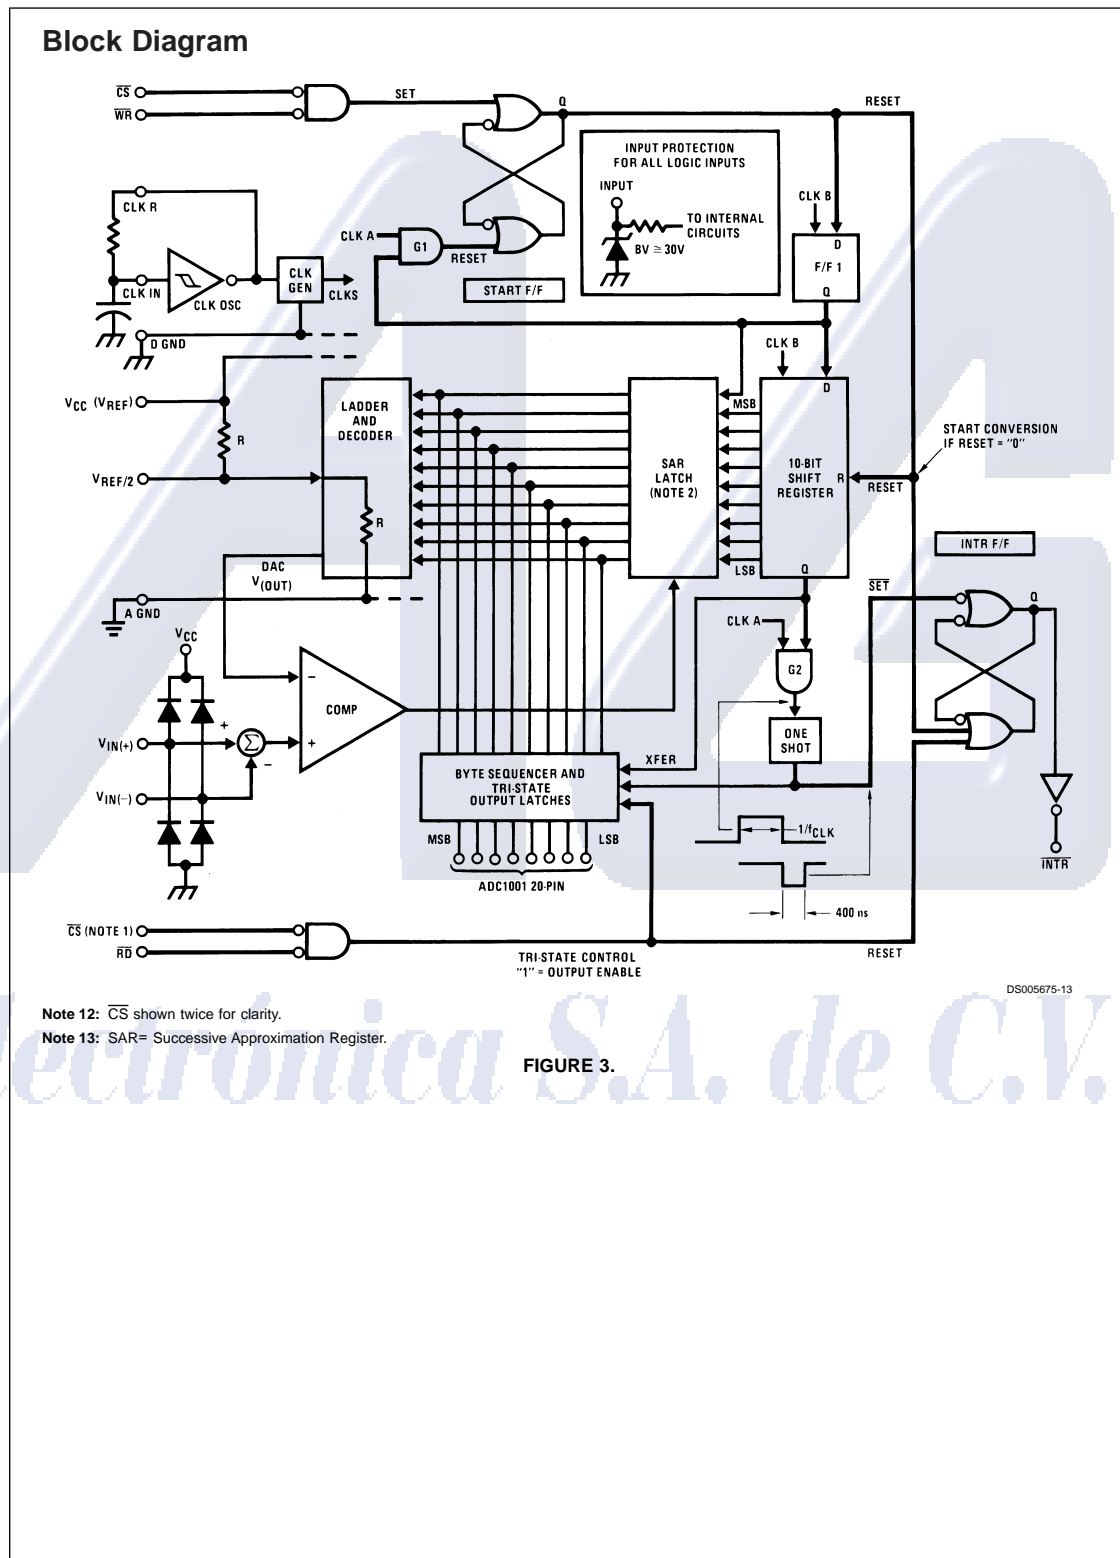 Block Diagram
CS
WR
SET
Q
RESET
INPUT PROTECTION
FOR ALL LOGIC INPUTS
INPUT
TO INTERNAL
CIRCUITS
BV ≅ 30V
CLK B
D
F/F 1
Q
CLK R
CLK IN
CLK OSC
CLK
GEN
CLKS
D GND
CLK A
G1
RESET
START F/F
VCC (VREF)
R
VREF/2
LADDER
AND
DECODER
R
DAC
V(OUT)
A GND
SAR
LATCH
(NOTE 2)
MSB
LSB
CLK B
D
10-BIT
SHIFT
REGISTER
R
RESET
Q
START CONVERSION
IF RESET = "0"
INTR F/F
SET
Q
CLK A
G2
ONE
SHOT
VCC
VIN(+)
VIN(−)
+
Σ
−
−
COMP
+
XFER
BYTE SEQUENCER AND
TRI-STATE
OUTPUT LATCHES
MSB
LSB
ADC1001 20-PIN
1/fCLK
400 ns
INTR
CS (NOTE 1)
RD
TRI-STATE CONTROL
"1" = OUTPUT ENABLE
RESET
DS005675-13
Note 12: CS shown twice for clarity.
Note 13: SAR= Successive Approximation Register.
FIGURE 3.
electrónica S.A. de C.V.